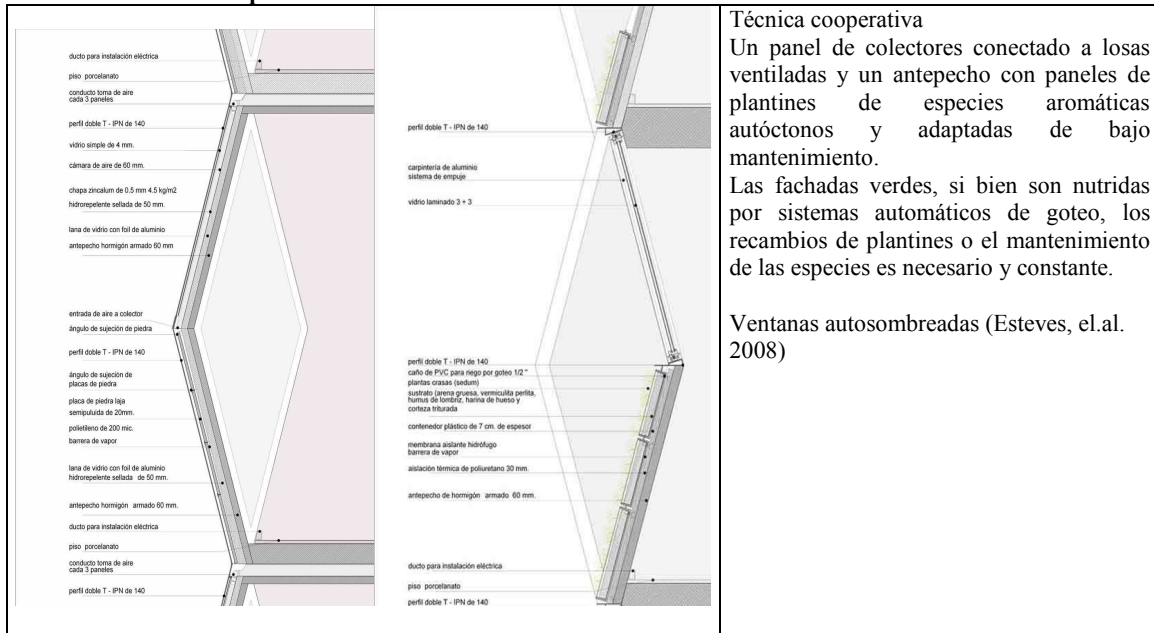 ducto para instalación eléctrica
piso porcelanato
conducto toma de aire
cada 3 paneles
perfil doble T - IPN de 140
vidrio simple de 4 mm.
cámara de aire de 60 mm.
chapa zincalum de 0.5 mm 4.5 kg/m2
hidrorepelente sellada de 50 mm.
lana de vidrio con foil de aluminio
antepecho hormigón armado 60 mm
entrada de aire a colector
ángulo de sujeción de piedra
perfil doble T - IPN de 140
ángulo de sujeción de
placas de piedra
placa de piedra laja
semipuluida de 20mm.
polietileno de 200 mic.
barrera de vapor
lana de vidrio con foil de aluminio
hidrorrepelente sellada de 50 mm.
antepecho hormigón armado 60 mm.
ducto para instalación eléctrica
piso porcelanato
conducto toma de aire
cada 3 paneles
perfil doble T - IPN de 140
perfil doble T - IPN de 140
carpintería de aluminio
sistema de empuje
vidrio laminado 3 + 3
perfil doble T - IPN de 140
caño de PVC para riego por goteo 1/2 "
plantas crasas (sedum)
sustrato (arena gruesa, vermiculita perlita,
humus de lombriz, harina de hueso y
corteza triturada
contenedor plástico de 7 cm. de espesor
membrana aislante hidrófugo
barrera de vapor
aislación térmica de poliuretano 30 mm.
antepecho de hormigón armado 60 mm.
ducto para instalación eléctrica
piso porcelanato
perfil doble T - IPN de 140
Técnica cooperativa
Un panel de colectores conectado a losas
ventiladas y un antepecho con paneles de
plantines de especies aromáticas
autóctonos y adaptadas de bajo
mantenimiento.
Las fachadas verdes, si bien son nutridas
por sistemas automáticos de goteo, los
recambios de plantines o el mantenimiento
de las especies es necesario y constante.
Ventanas autosombreadas (Esteves, el.al.
2008)